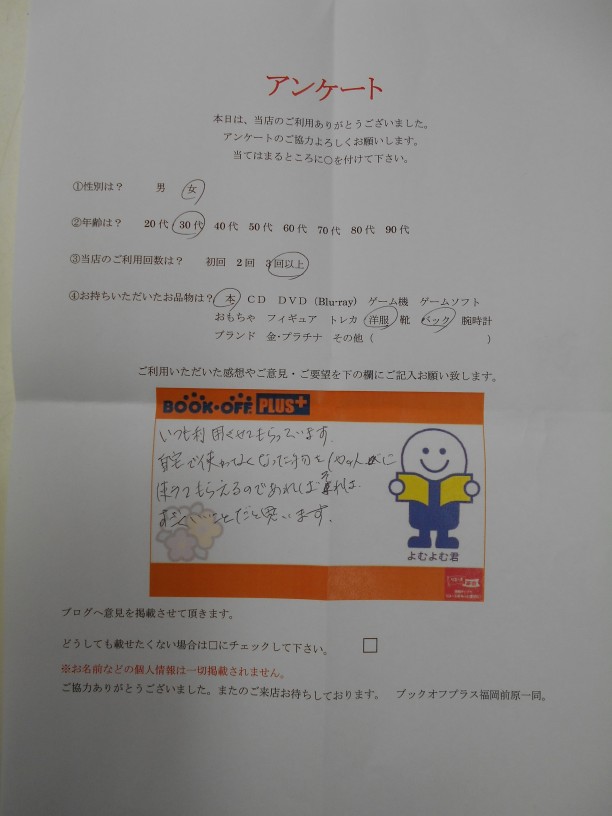 アンケート
本日は、当店のご利用ありがとうございました。
アンケートのご協力よろしくお願いします。
当てはまるところに○を付けて下さい。
①性別は？ 男 女
②年齢は？ 20代 30代 40代 50代 60代 70代 80代 90代
③当店のご利用回数は？ 初回 2回 3回以上
④お持ちいただいたお品物は？ 本 CD DVD（Blu-ray） ゲーム機 ゲームソフト
おもちゃ フィギュア トレカ 洋服 靴 バック 腕時計
ブランド 金・プラチナ その他（ ）
ご利用いただいた感想やご意見・ご要望を下の欄にご記入お願い致します。
BOOK・OFF PLUS+
いつも利用させてもらっています。
自宅で使わなくなった物を他の人に
使ってもらえるのであればそれは
すごくいいことだと思います。
よむよむ君
ブログへ意見を掲載させて頂きます。
どうしても載せたくない場合は□にチェックして下さい。 □
※お名前などの個人情報は一切掲載されません。
ご協力ありがとうございました。またのご来店お待ちしております。 ブックオフプラス福岡前原一同。